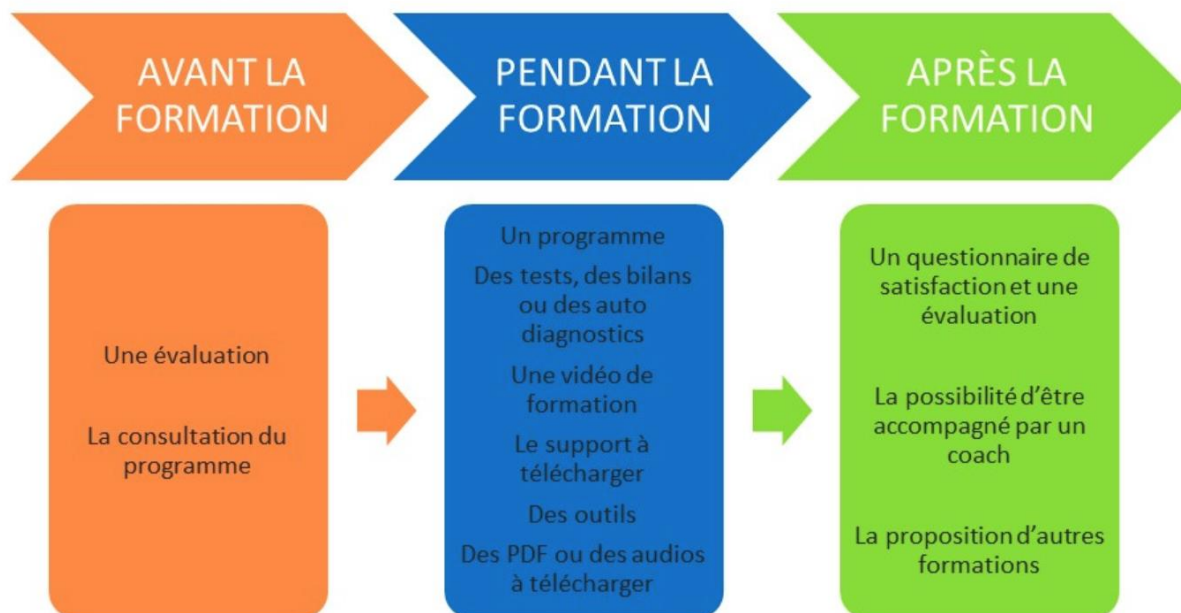 AVANT LA
FORMATION
PENDANT LA
FORMATION
APRÈS LA
FORMATION
Une évaluation
La consultation du
programme
Un programme
Des tests, des bilans
ou des auto
diagnostics
Une vidéo de
formation
Le support à
télécharger
Des outils
Des PDF ou des audios
à télécharger
Un questionnaire de
satisfaction et une
évaluation
La possibilité d’être
accompagné par un
coach
La proposition d’autres
formations